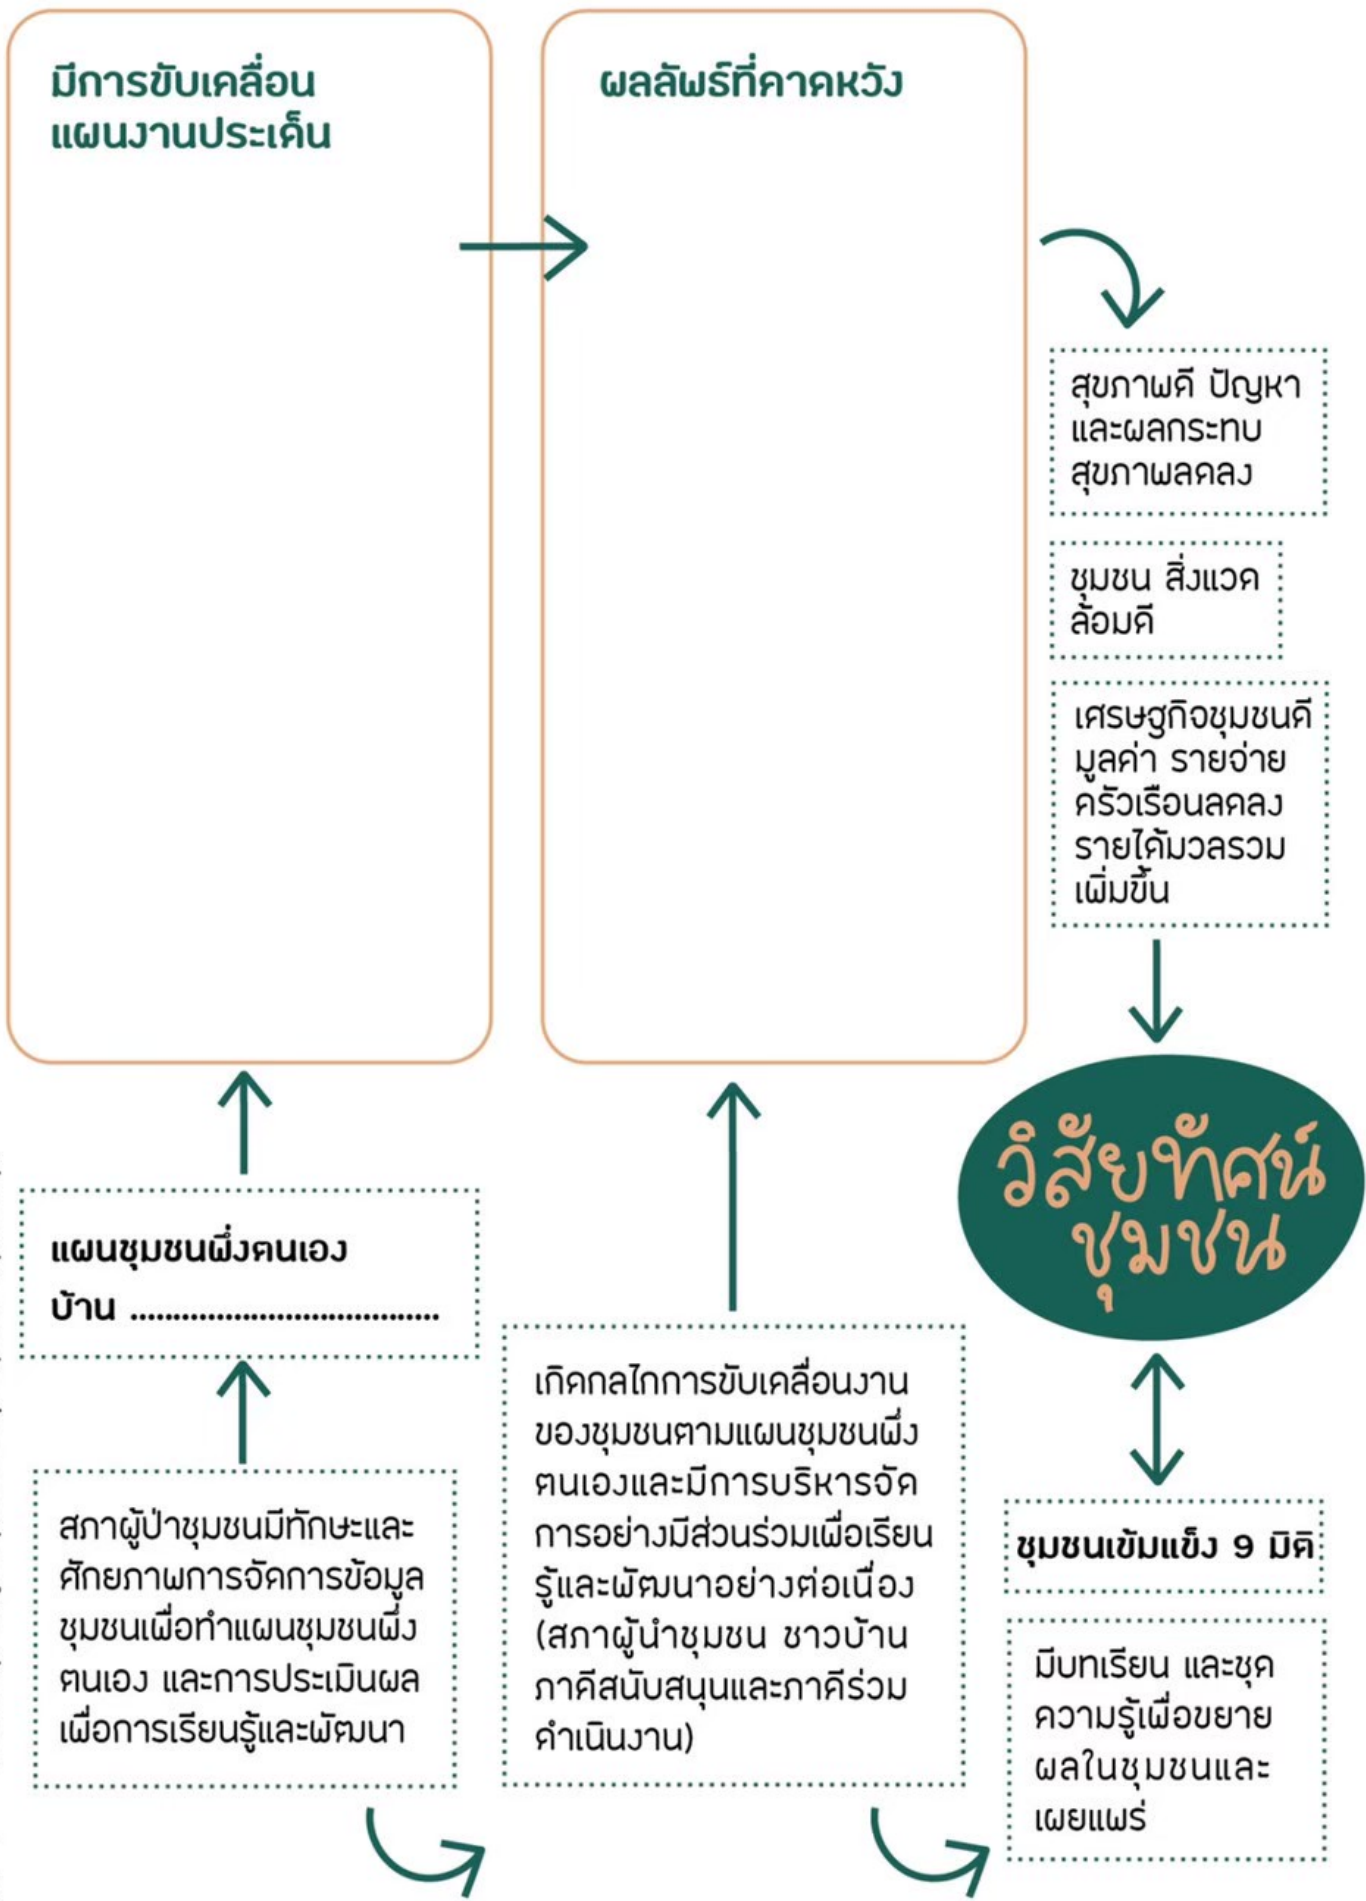 มีการขับเคลื่อน
แผนงานประเด็น
ผลลัพธ์ที่คาดหวัง
สุขภาพดี ปัญหา
และผลกระทบ
สุขภาพลดลง
ชุมชน สิ่งแวด
ล้อมดี
เศรษฐกิจชุมชนดี
มูลค่า รายจ่าย
ครัวเรือนลดลง
รายได้มวลรวม
เพิ่มขึ้น
วิสัยทัศน์
ชุมชน
แผนชุมชนพึ่งตนเอง
บ้าน .....................................
สภาผู้ป่าชุมชนมีทักษะและ
ศักยภาพการจัดการข้อมูล
ชุมชนเพื่อทำแผนชุมชนพึ่ง
ตนเอง และการประเมินผล
เพื่อการเรียนรู้และพัฒนา
เกิดกลไกการขับเคลื่อนงาน
ของชุมชนตามแผนชุมชนพึ่ง
ตนเองและมีการบริหารจัด
การอย่างมีส่วนร่วมเพื่อเรียน
รู้และพัฒนาอย่างต่อเนื่อง
(สภาผู้นำชุมชน ชาวบ้าน
ภาคีสนับสนุนและภาคีร่วม
ดำเนินงาน)
ชุมชนเข้มแข็ง 9 มิติ
มีบทเรียน และชุด
ความรู้เพื่อขยาย
ผลในชุมชนและ
เผยแพร่